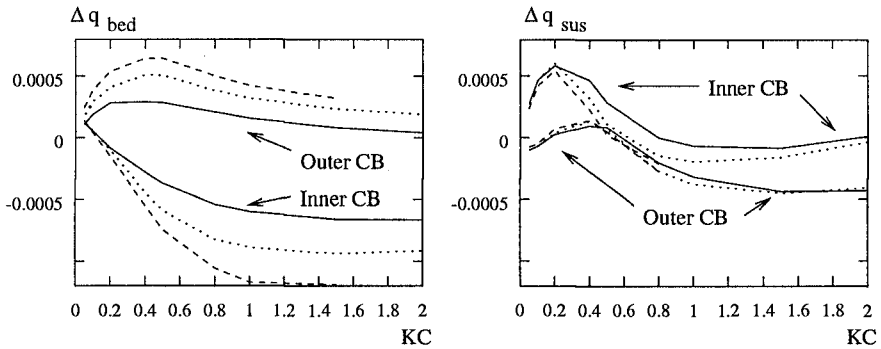 Δ q bed
0.0005
0
-0.0005
Outer CB
Inner CB
0 0.2 0.4 0.6 0.8 1 1.2 1.4 1.6 1.8 2
KC
Δ q sus
0.0005
0
-0.0005
Inner CB
Outer CB
0 0.2 0.4 0.6 0.8 1 1.2 1.4 1.6 1.8 2
KC